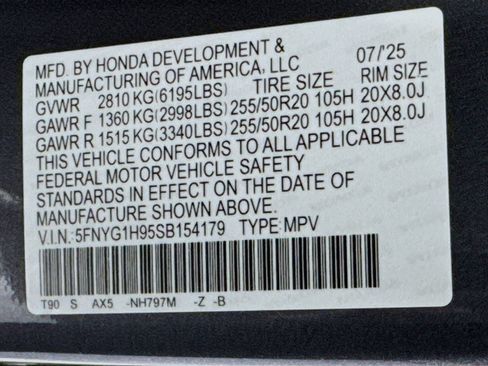 MFD. BY HONDA DEVELOPMENT &
MANUFACTURING OF AMERICA, LLC 07/'25
GVWR 2810 KG(6195LBS) TIRE SIZE RIM SIZE
GAWR F 1360 KG(2998LBS) 255/50R20 105H 20X8.0J
GAWR R 1515 KG(3340LBS) 255/50R20 105H 20X8.0J
THIS VEHICLE CONFORMS TO ALL APPLICABLE
FEDERAL MOTOR VEHICLE SAFETY
STANDARDS IN EFFECT ON THE DATE OF
MANUFACTURE SHOWN ABOVE.
V.I.N.:5FNYG1H95SB154179 TYPE:MPV
T90 S AX5 -NH797M -Z -B